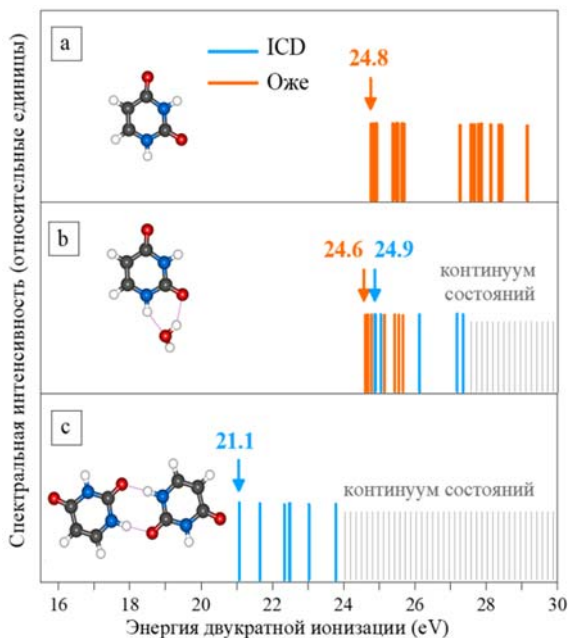 Спектральная интенсивность (относительные единицы)
a
ICD
Оже
24.8
b
24.6 24.9
континуум
состояний
c
21.1
континуум состояний
16 18 20 22 24 26 28 30
Энергия двукратной ионизации (eV)